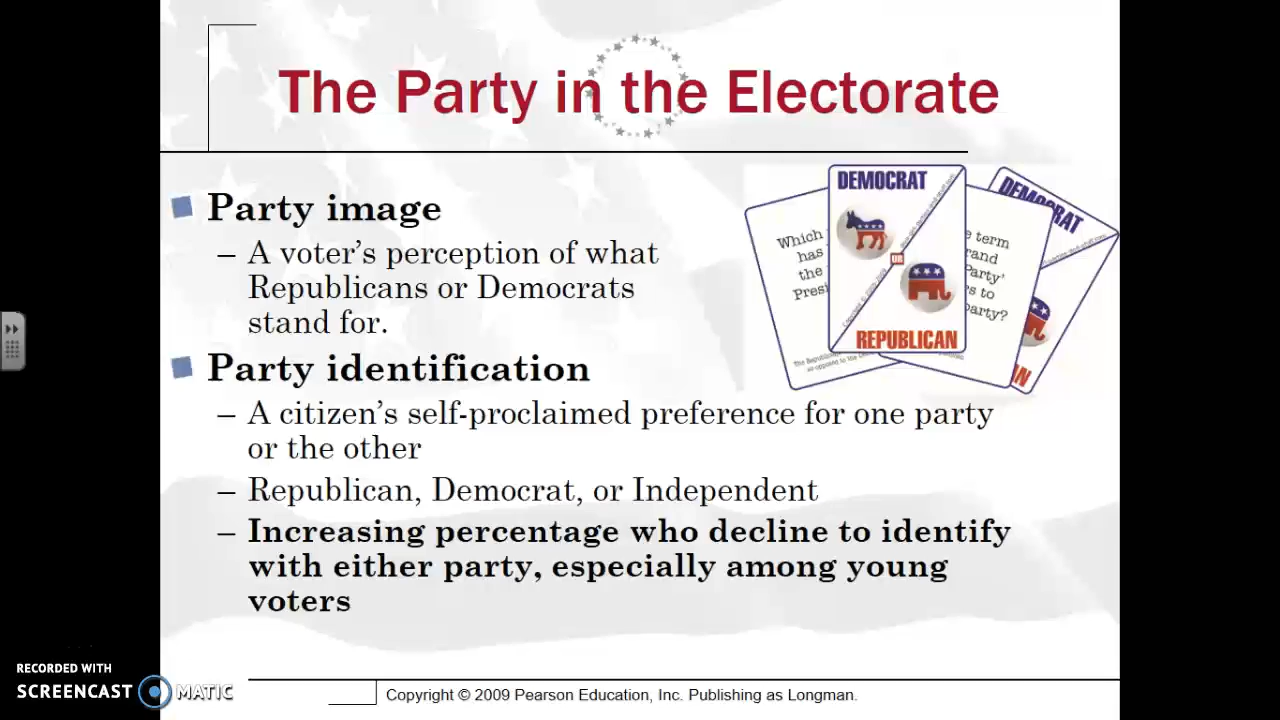 The Party in the Electorate
Party image
– A voter's perception of what
Republicans or Democrats
stand for.
DEMOCRAT
OR
REPUBLICAN
DEMOCRAT
Which
has
the
Presi
e term
rand
Party'
s to
party?
IN
Party identification
– A citizen's self-proclaimed preference for one party
or the other
– Republican, Democrat, or Independent
– Increasing percentage who decline to identify
with either party, especially among young
voters
RECORDED WITH
SCREENCAST MATIC
Copyright © 2009 Pearson Education, Inc. Publishing as Longman.